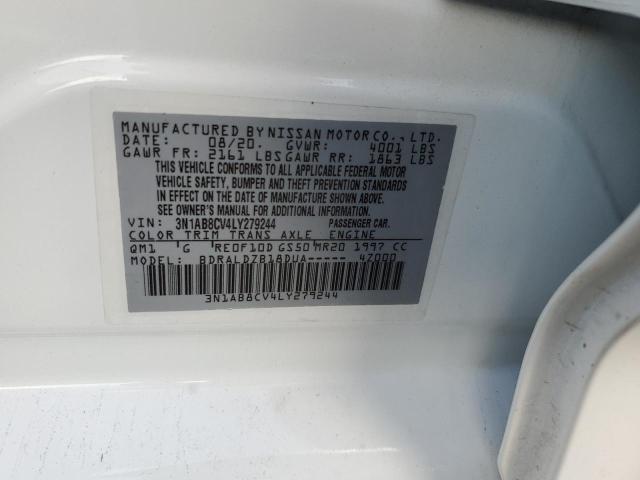 MANUFACTURED BY NISSAN MOTOR CO., LTD.
DATE: 08/20. GVWR: 4001 LBS
GAWR FR: 2161 LBS GAWR RR: 1863 LBS
THIS VEHICLE CONFORMS TO ALL APPLICABLE FEDERAL MOTOR
VEHICLE SAFETY, BUMPER AND THEFT PREVENTION STANDARDS
IN EFFECT ON THE DATE OF MANUFACTURE SHOWN ABOVE.
SEE OWNER'S MANUAL FOR ADDITIONAL INFORMATION.
VIN: 3N1AB8CV4LY279244 PASSENGER CAR.
COLOR TRIM TRANS AXLE ENGINE
QM1 G RE0F10D GS50 MR20 1997 CC
MODEL: BDRALDZB18DUA----- 47000
3N1AB8CV4LY279244